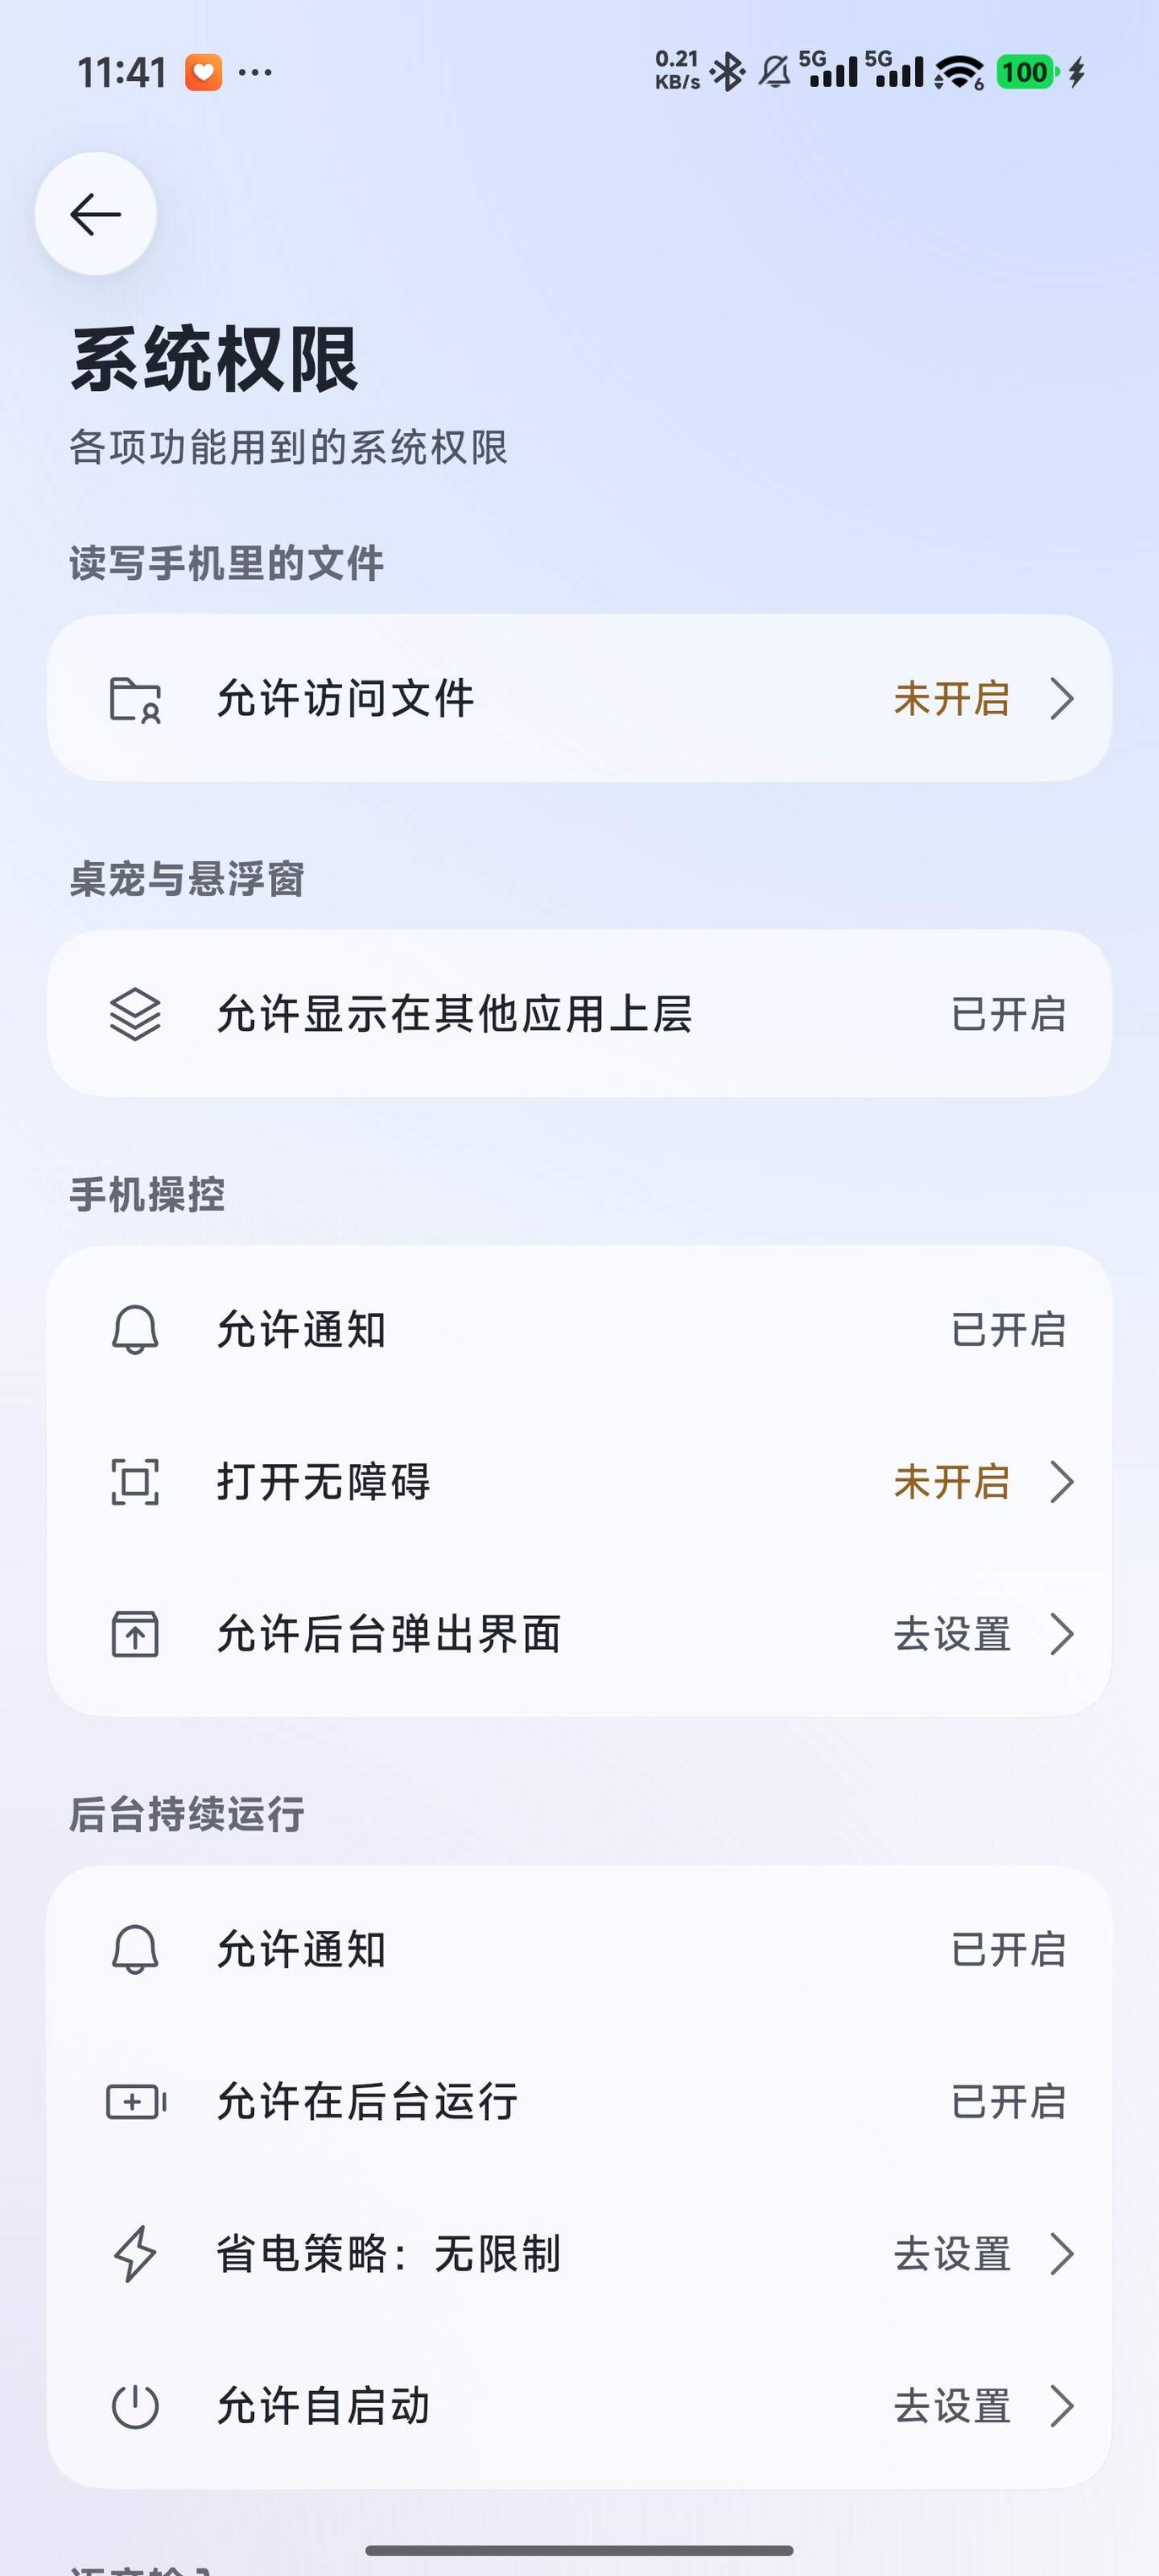 11:41
0.21 KB/s 5G 5G 6 100
系统权限
各项功能用到的系统权限
读写手机里的文件
允许访问文件 未开启
桌宠与悬浮窗
允许显示在其他应用上层 已开启
手机操控
允许通知 已开启
打开无障碍 未开启
允许后台弹出界面 去设置
后台持续运行
允许通知 已开启
允许在后台运行 已开启
省电策略：无限制 去设置
允许自启动 去设置